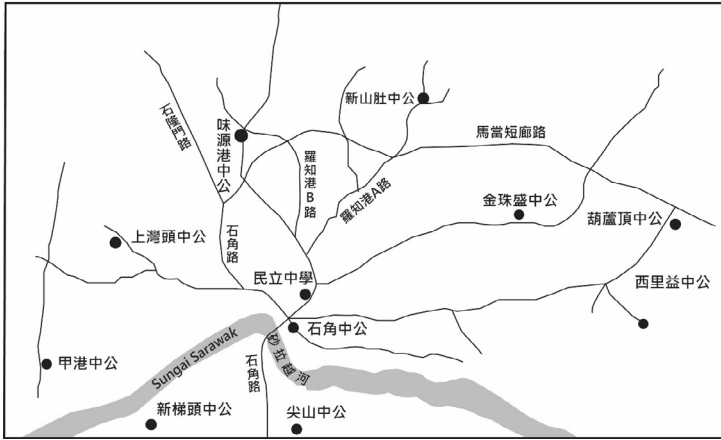 新山肚中公
石隆門路
味源港中公
馬當短廊路
羅知港B路
羅知港A路
金珠盛中公
葫蘆頂中公
上灣頭中公
石角路
民立中學
西里益中公
石角中公
Sungai Sarawak
砂拉越河
甲港中公
石角路
新梯頭中公
尖山中公